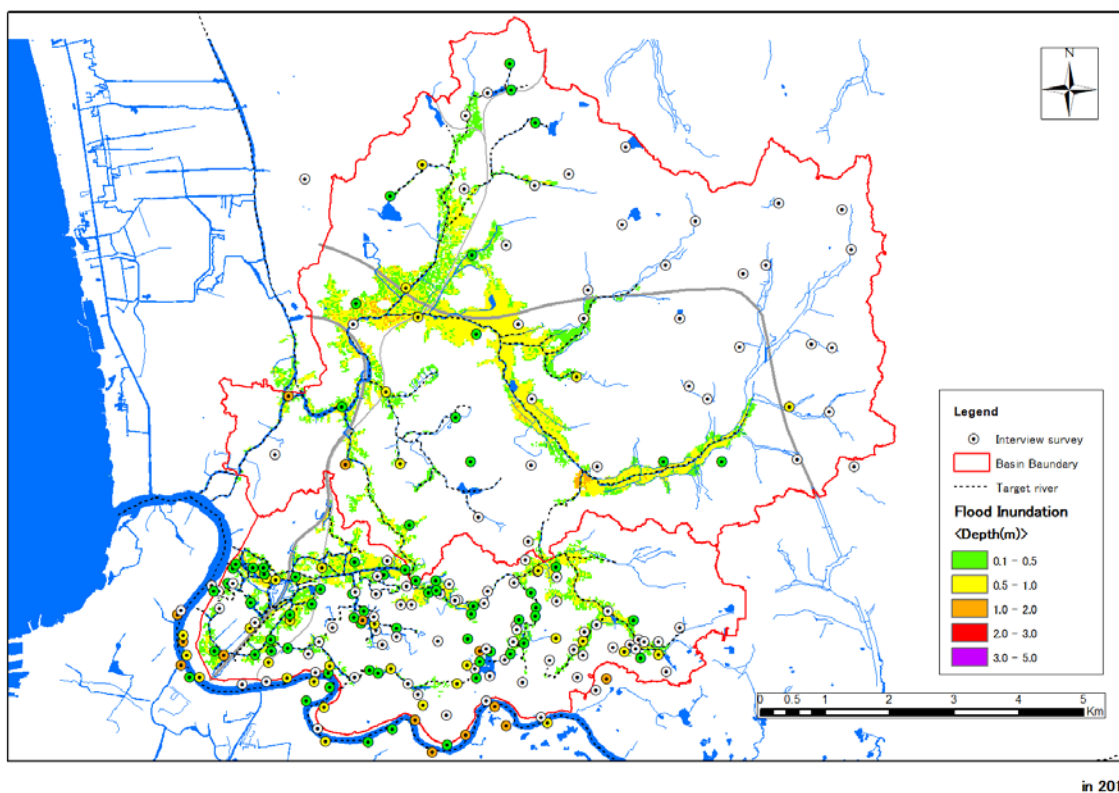 N
Legend
Interview survey
Basin Boundary
Target river
Flood Inundation
<Depth(m)>
0.1 - 0.5
0.5 - 1.0
1.0 - 2.0
2.0 - 3.0
3.0 - 5.0
0 0.5 1 2 3 4 5
Km
in 201